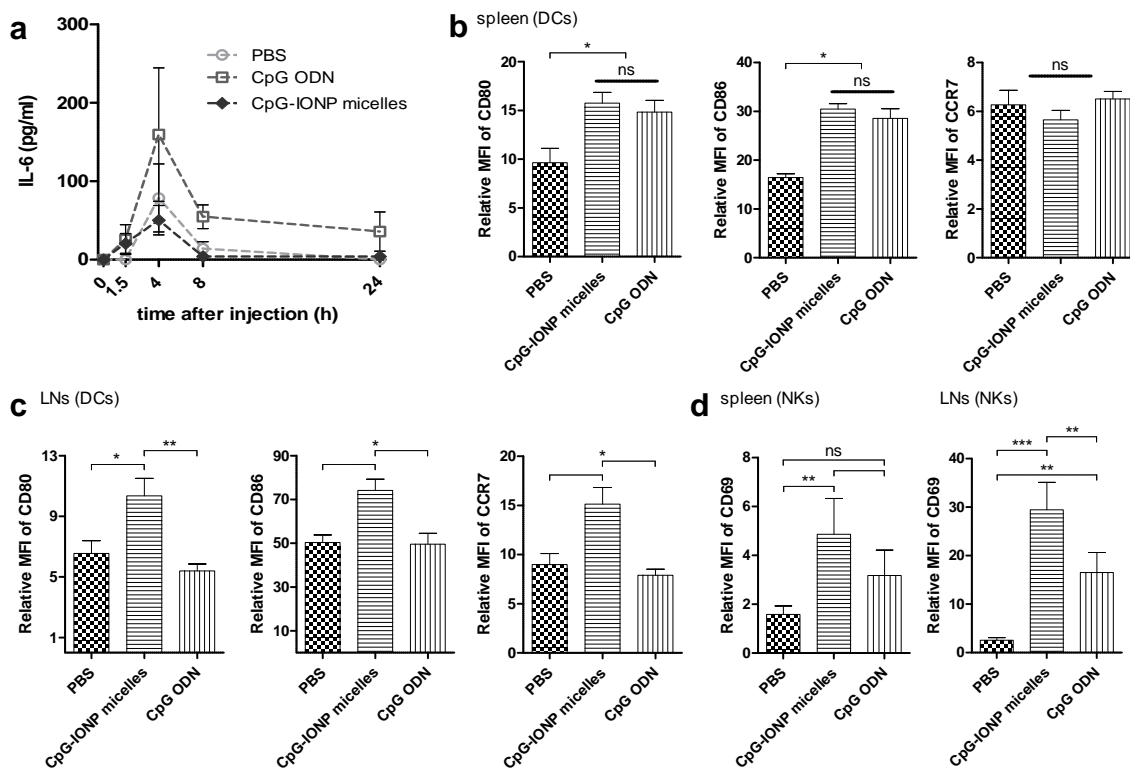 a
IL-6 (pg/ml)
300
200
100
50
0
PBS
CpG ODN
CpG-IONP micelles
0
1.5
4
8
24
time after injection (h)
b spleen (DCs)
Relative MFI of CD80
20
15
10
5
0
*
ns
PBS
CpG-IONP micelles
CpG ODN
Relative MFI of CD86
36
30
20
10
0
*
ns
PBS
CpG-IONP micelles
CpG ODN
Relative MFI of CCR7
8
6
4
2
0
ns
PBS
CpG-IONP micelles
CpG ODN
c LNs (DCs)
Relative MFI of CD80
13
9
5
1
*
**
PBS
CpG-IONP micelles
CpG ODN
Relative MFI of CD86
90
70
50
30
10
*
PBS
CpG-IONP micelles
CpG ODN
Relative MFI of CCR7
20
15
10
5
0
*
PBS
CpG-IONP micelles
CpG ODN
d spleen (NKs)
Relative MFI of CD69
8
6
4
2
0
ns
**
PBS
CpG-IONP micelles
CpG ODN
LNs (NKs)
Relative MFI of CD69
40
30
20
10
0
***
**
**
PBS
CpG-IONP micelles
CpG ODN